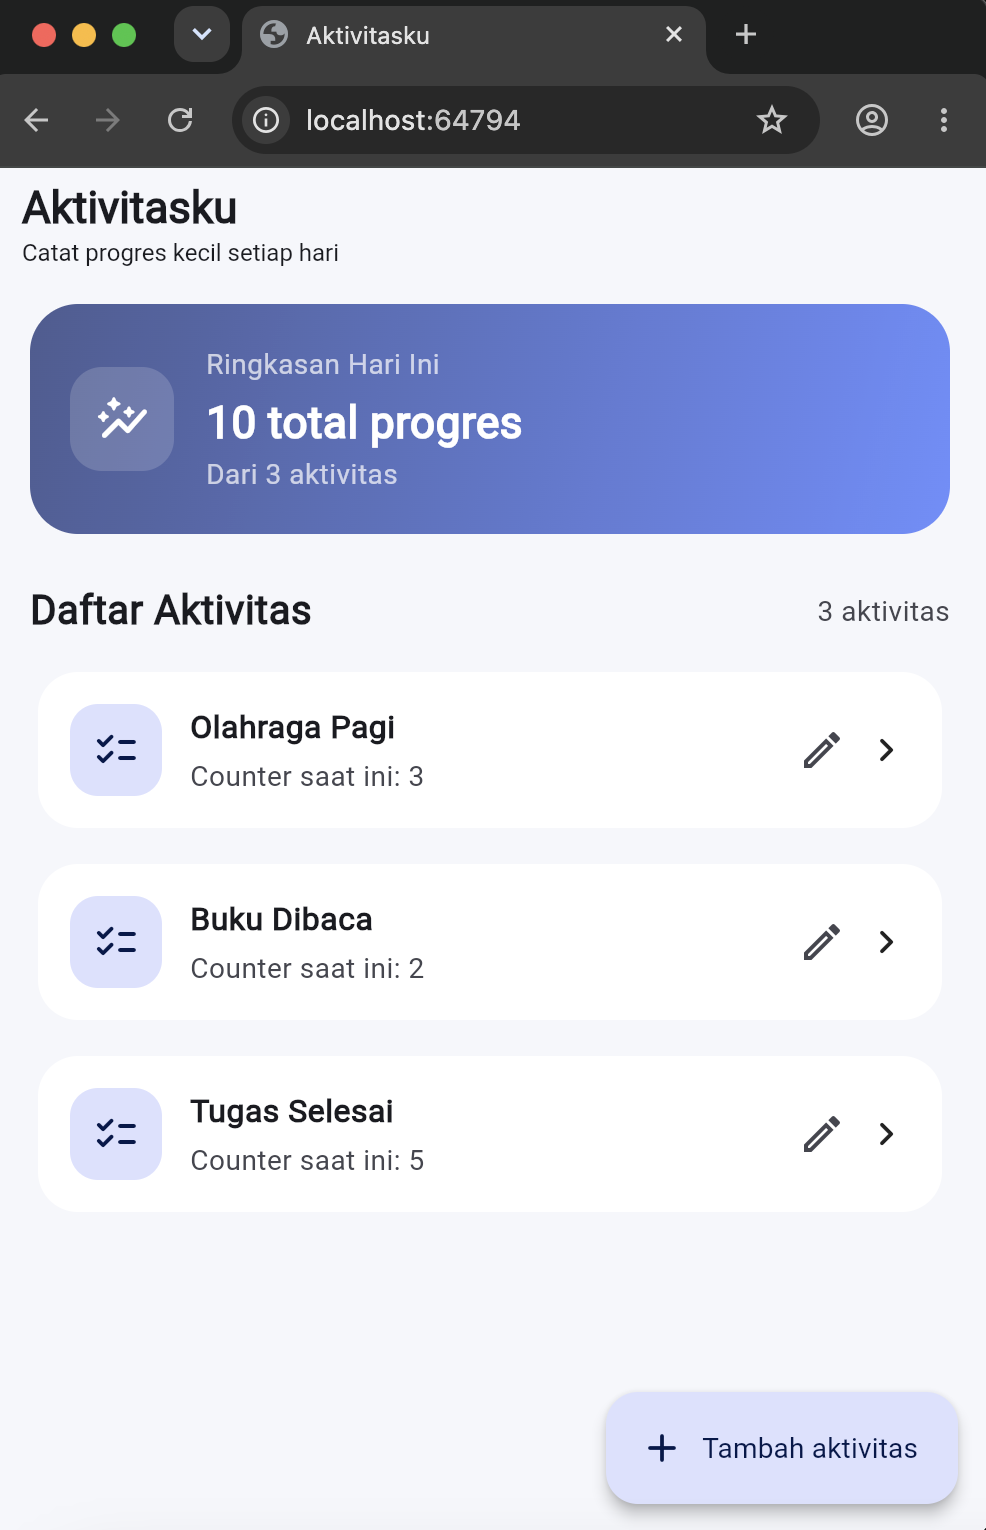 Aktivitasku
localhost:64794
Aktivitasku
Catat progres kecil setiap hari
Ringkasan Hari Ini
10 total progres
Dari 3 aktivitas
Daftar Aktivitas
3 aktivitas
Olahraga Pagi
Counter saat ini: 3
Buku Dibaca
Counter saat ini: 2
Tugas Selesai
Counter saat ini: 5
Tambah aktivitas